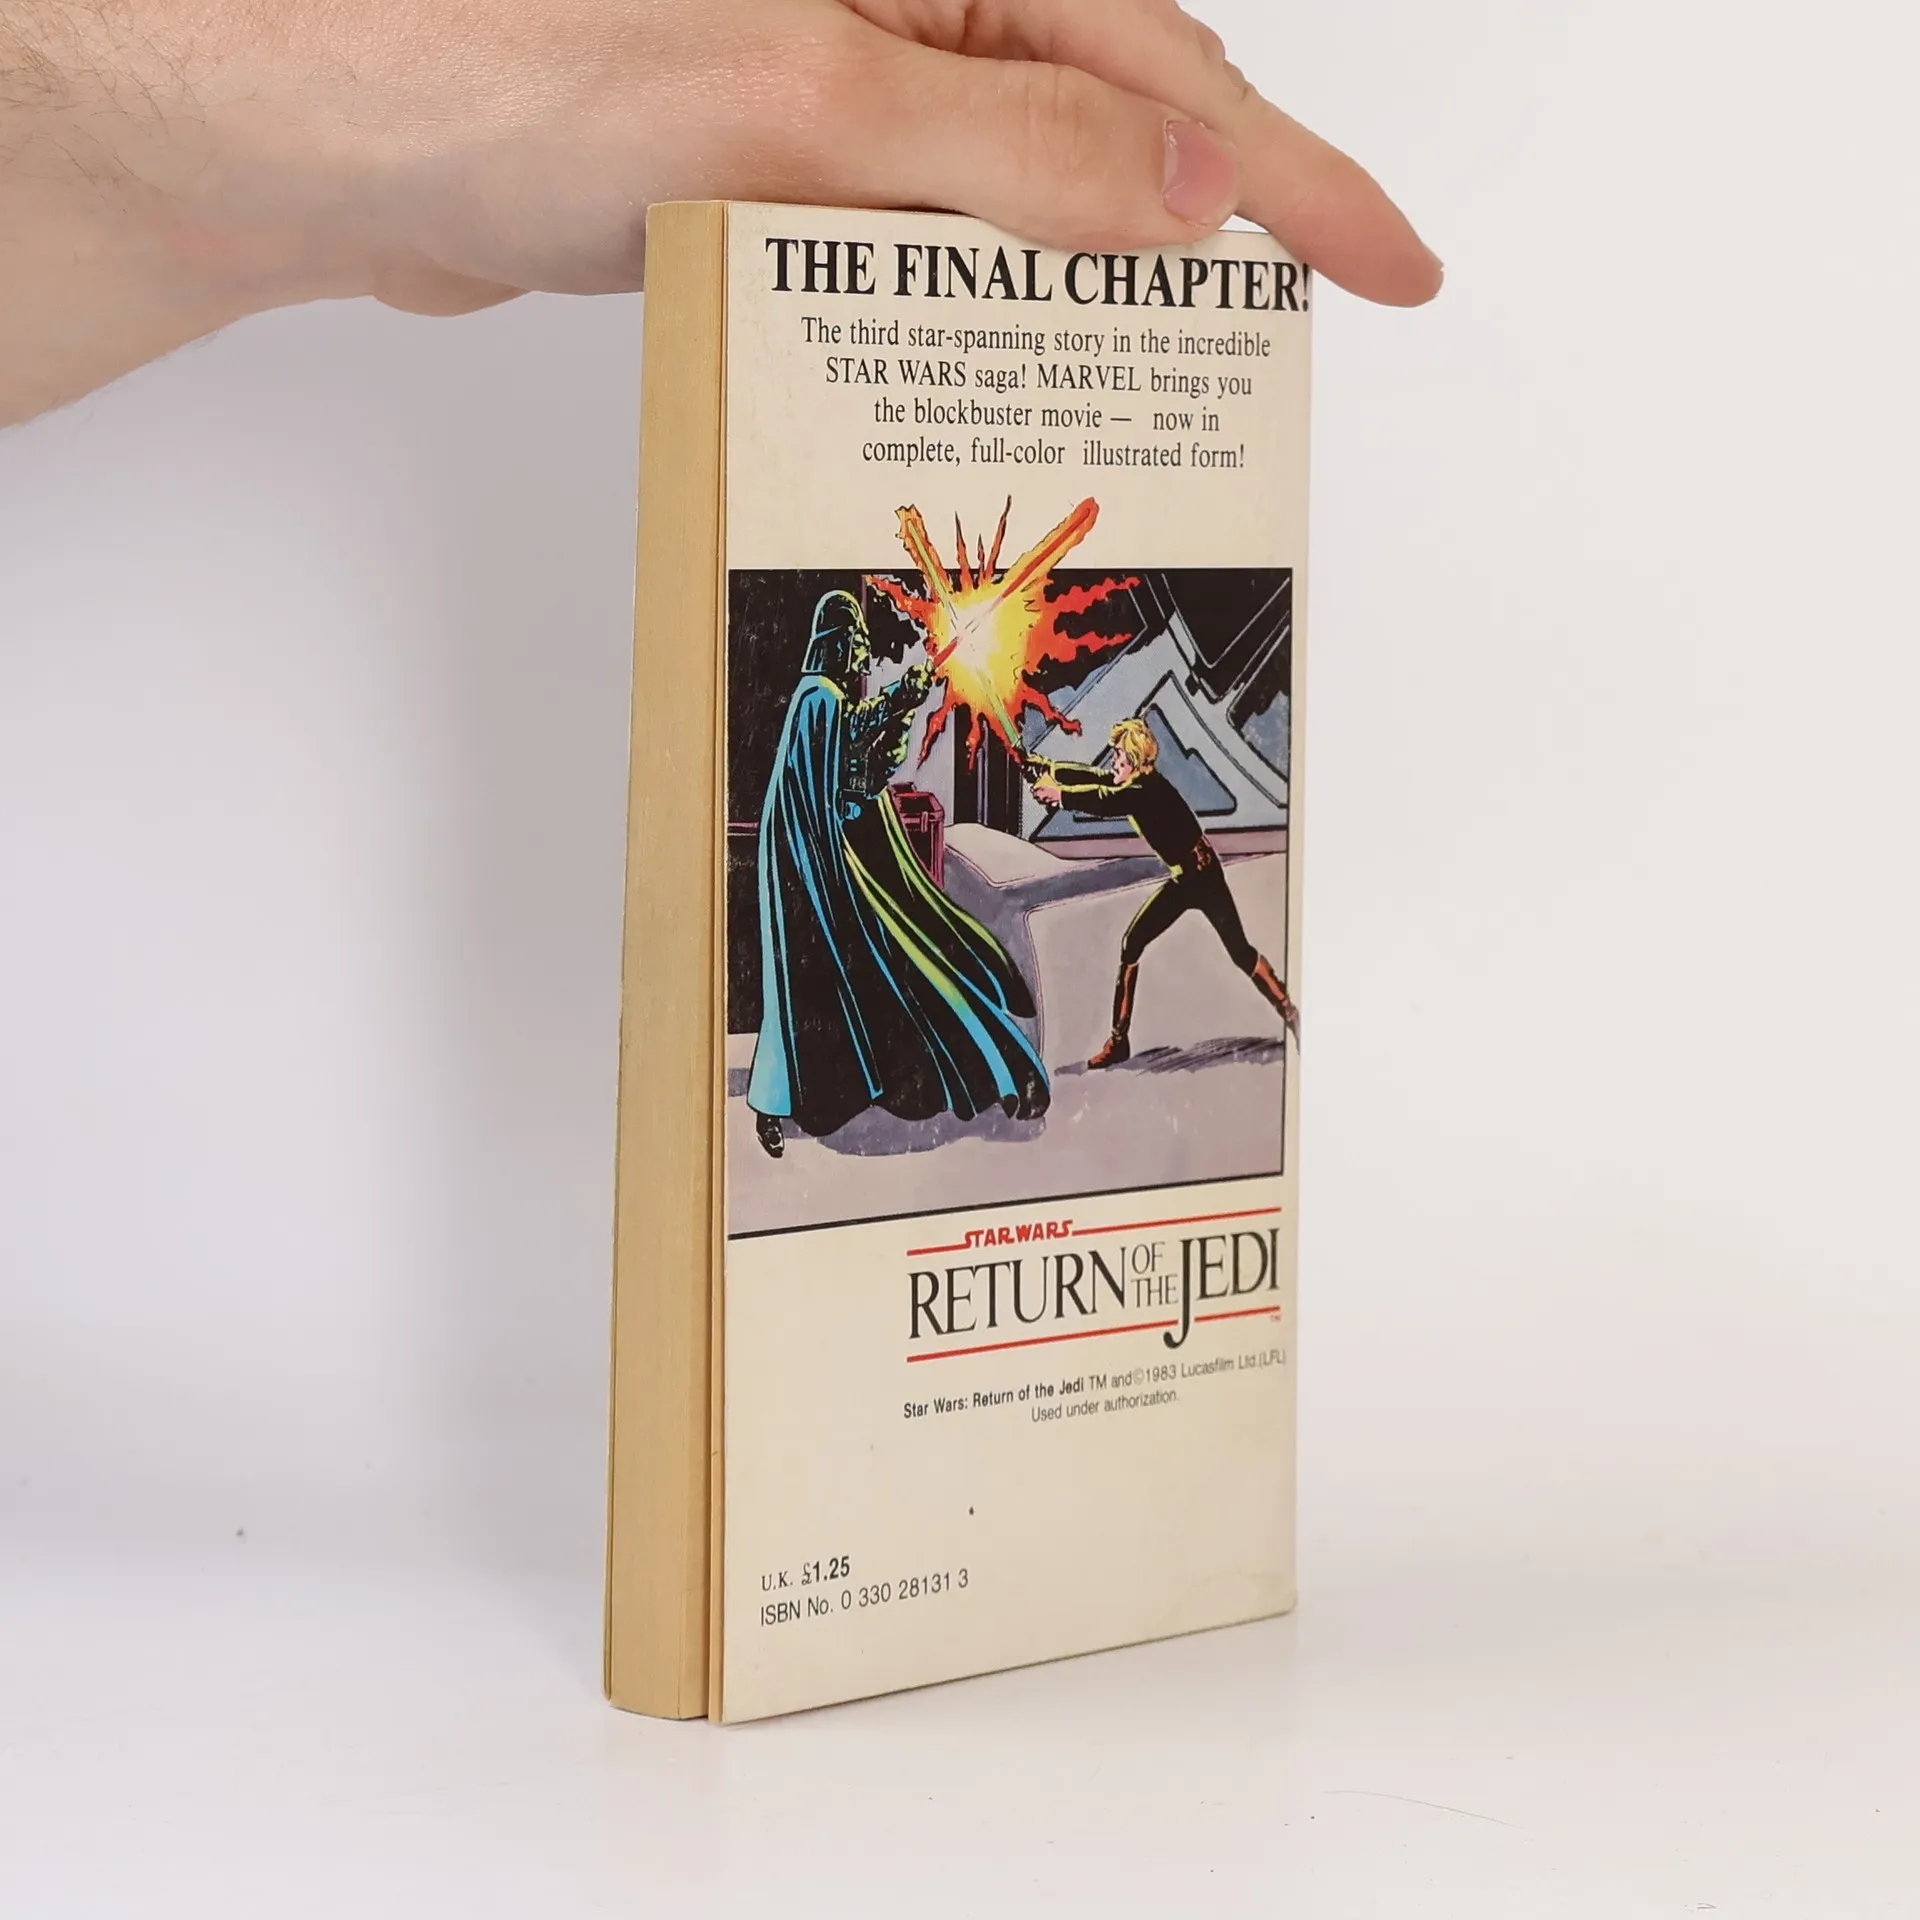 THE FINAL CHAPTER!
The third star-spanning story in the incredible
STAR WARS saga! MARVEL brings you
the blockbuster movie — now in
complete, full-color illustrated form!
STAR WARS
RETURN OF THE JEDI
TM
Star Wars: Return of the Jedi TM and ©1983 Lucasfilm Ltd.(LFL)
Used under authorization.
U.K. £1.25
ISBN No. 0 330 28131 3